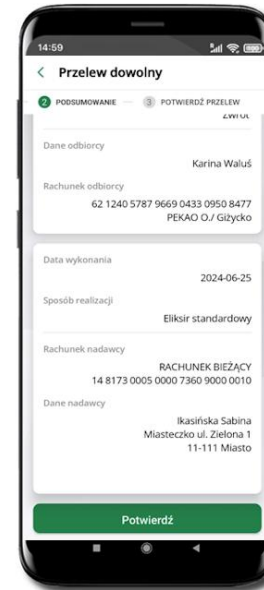 14:59
Przelew dowolny
2 PODSUMOWANIE 3 POTWIERDŹ PRZELEW
Zwrot
Dane odbiorcy
Karina Waluś
Rachunek odbiorcy
62 1240 5787 9669 0433 0950 8477
PEKAO O./ Giżycko
Data wykonania
2024-06-25
Sposób realizacji
Eliksir standardowy
Rachunek nadawcy
RACHUNEK BIEŻĄCY
14 8173 0005 0000 7360 9000 0010
Dane nadawcy
Ikasińska Sabina
Miasteczko ul. Zielona 1
11-111 Miasto
Potwierdź